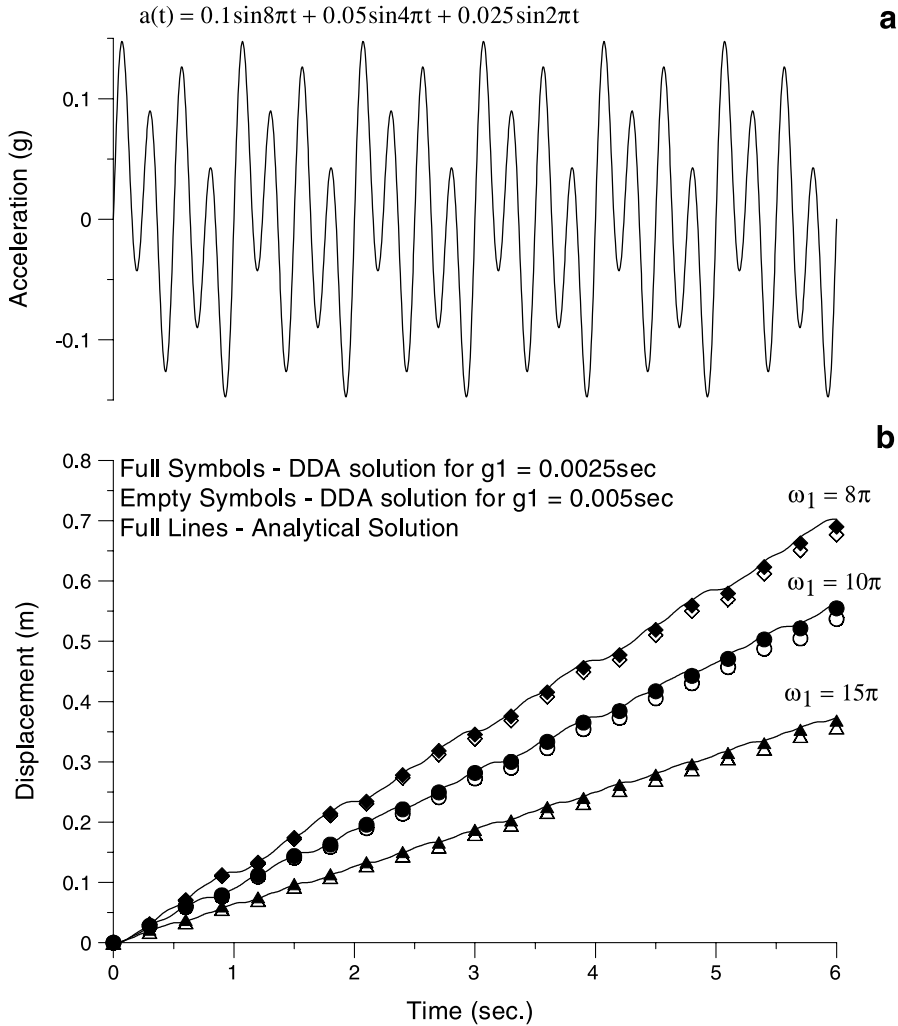 a(t) = 0.1sin8πt + 0.05sin4πt + 0.025sin2πt
a
0.1
0
-0.1
Acceleration (g)
b
0.8
0.7
0.6
0.5
0.4
0.3
0.2
0.1
0
Displacement (m)
Full Symbols - DDA solution for g1 = 0.0025sec
Empty Symbols - DDA solution for g1 = 0.005sec
Full Lines - Analytical Solution
ω1 = 8π
ω1 = 10π
ω1 = 15π
0 1 2 3 4 5 6
Time (sec.)